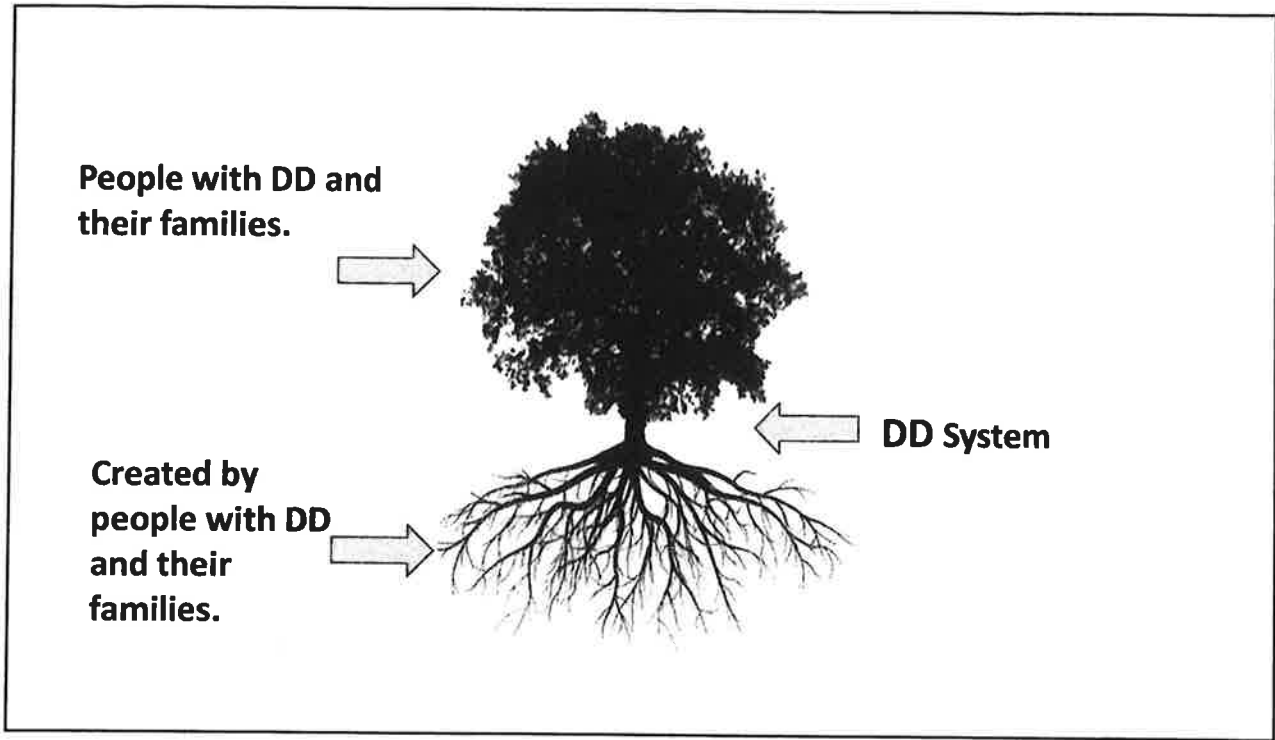 People with DD and
their families.
DD System
Created by
people with DD
and their
families.